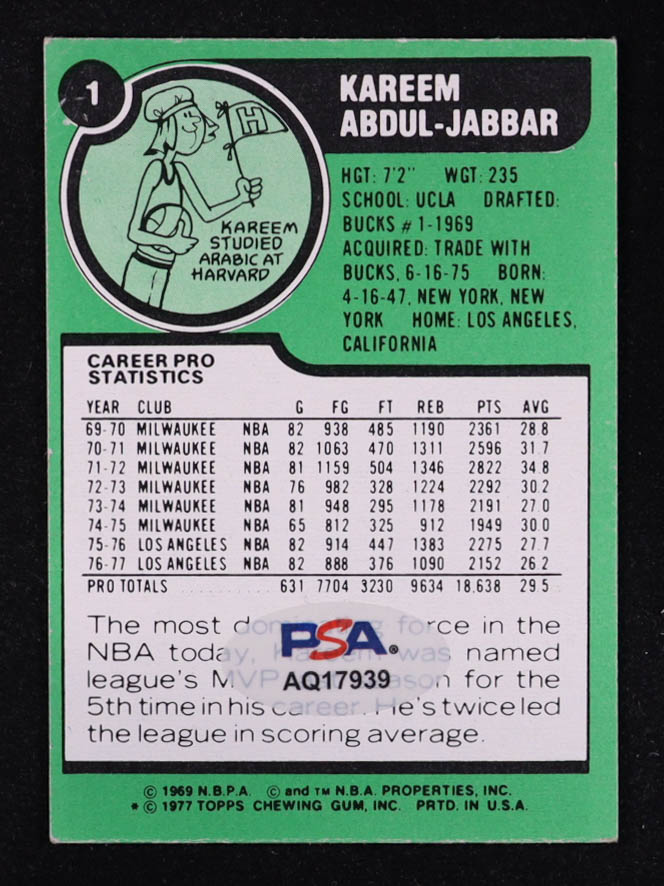 1
KAREEM
ABDUL-JABBAR
H
KAREEM
STUDIED
ARABIC AT
HARVARD
HGT: 7'2" WGT: 235
SCHOOL: UCLA DRAFTED:
BUCKS #1-1969
ACQUIRED: TRADE WITH
BUCKS, 6-16-75 BORN:
4-16-47, NEW YORK, NEW
YORK HOME: LOS ANGELES,
CALIFORNIA
CAREER PRO
STATISTICS
YEAR CLUB G FG FT REB PTS AVG
69-70 MILWAUKEE NBA 82 938 485 1190 2361 28.8
70-71 MILWAUKEE NBA 82 1063 470 1311 2596 31.7
71-72 MILWAUKEE NBA 81 1159 504 1346 2822 34.8
72-73 MILWAUKEE NBA 76 982 328 1224 2292 30.2
73-74 MILWAUKEE NBA 81 948 295 1178 2191 27.0
74-75 MILWAUKEE NBA 65 812 325 912 1949 30.0
75-76 LOS ANGELES NBA 82 914 447 1383 2275 27.7
76-77 LOS ANGELES NBA 82 888 376 1090 2152 26.2
PRO TOTALS 631 7704 3230 9634 18,638 29.5
The most dominating force in the
NBA today, Kareem was named
league's MVP season for the
5th time in his career. He's twice led
the league in scoring average.
PSA®
AQ17939
© 1969 N.B.P.A. © and TM N.B.A. PROPERTIES, INC.
* © 1977 TOPPS CHEWING GUM, INC. PRTD. IN U.S.A.